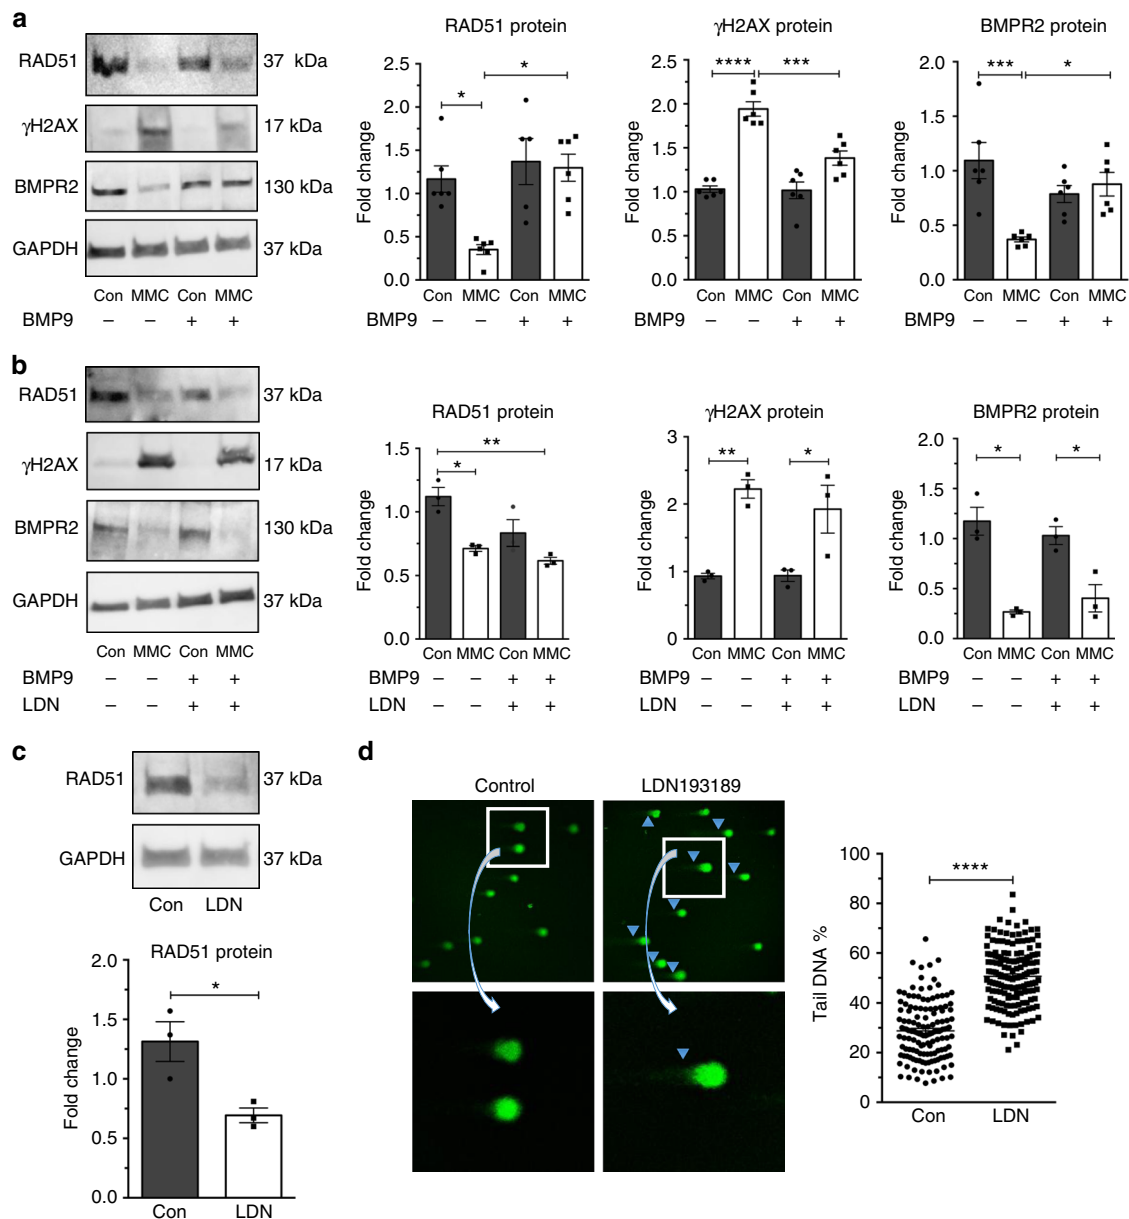 a
RAD51 37 kDa
γH2AX 17 kDa
BMPR2 130 kDa
GAPDH 37 kDa
Con MMC Con MMC
BMP9 – – + +
RAD51 protein
Fold change
2.5
2.0
1.5
1.0
0.5
0.0
* *
Con MMC Con MMC
BMP9 – – + +
γH2AX protein
Fold change
2.5
2.0
1.5
1.0
0.5
0
**** ***
Con MMC Con MMC
BMP9 – – + +
BMPR2 protein
Fold change
2.0
1.5
1.0
0.5
0.0
*** *
Con MMC Con MMC
BMP9 – – + +
b
RAD51 37 kDa
γH2AX 17 kDa
BMPR2 130 kDa
GAPDH 37 kDa
Con MMC Con MMC
BMP9 – – + +
LDN – – + +
RAD51 protein
Fold change
1.5
1.0
0.5
0.0
**
*
Con MMC Con MMC
BMP9 – – + +
LDN – – + +
γH2AX protein
Fold change
3
2
1
0
** *
Con MMC Con MMC
BMP9 – – + +
LDN – – + +
BMPR2 protein
Fold change
2.0
1.5
1.0
0.5
0.0
* *
Con MMC Con MMC
BMP9 – – + +
LDN – – + +
c
RAD51 37 kDa
GAPDH 37 kDa
Con LDN
RAD51 protein
Fold change
2.0
1.5
1.0
0.5
0.0
*
Con LDN
d
Control LDN193189
Tail DNA %
100
80
60
40
20
0
****
Con LDN